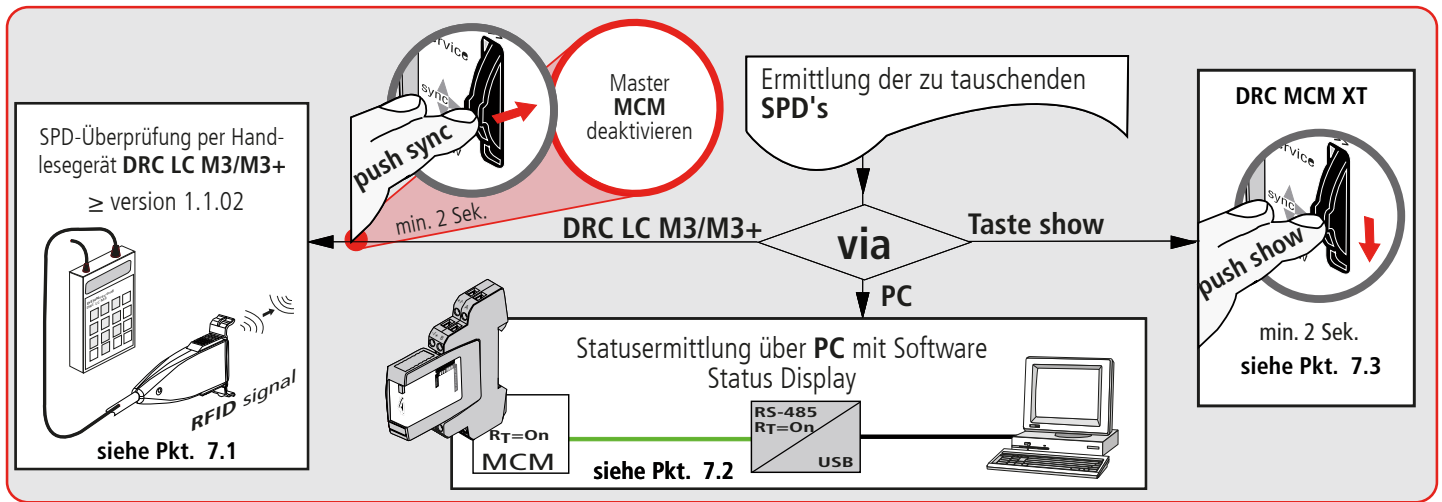 SPD-Überprüfung per Hand-
lesegerät DRC LC M3/M3+
≥ version 1.1.02
RFID signal
siehe Pkt. 7.1
service
sync
push sync
min. 2 Sek.
Master
MCM
deaktivieren
Ermittlung der zu tauschenden
SPD's
DRC LC M3/M3+
via
Taste show
PC
Statusermittlung über PC mit Software
Status Display
RT=On
MCM
siehe Pkt. 7.2
RS-485
RT=On
USB
DRC MCM XT
service
sync
push show
min. 2 Sek.
siehe Pkt. 7.3